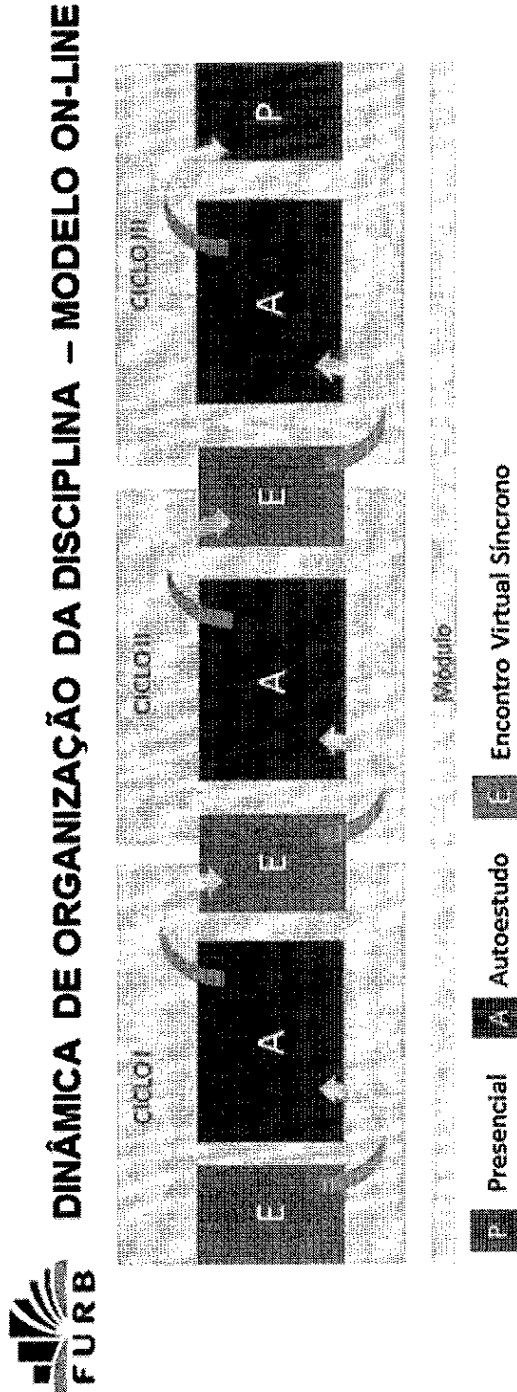 FURB
DINÂMICA DE ORGANIZAÇÃO DA DISCIPLINA – MODELO ON-LINE
CICLO I
CICLO II
CICLO III
E
A
E
A
E
A
P
Módulo
P Presencial
A Autoestudo
E Encontro Virtual Síncrono